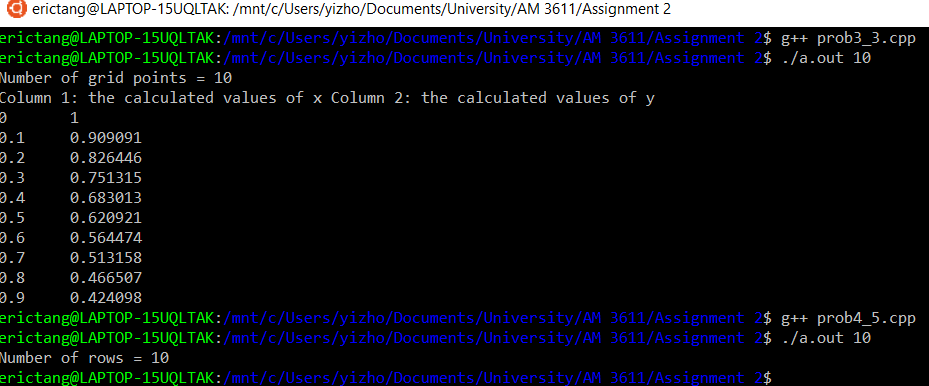 erictang@LAPTOP-15UQLTAK: /mnt/c/Users/yizho/Documents/University/AM 3611/Assignment 2
erictang@LAPTOP-15UQLTAK:/mnt/c/Users/yizho/Documents/University/AM 3611/Assignment 2$ g++ prob3_3.cpp
erictang@LAPTOP-15UQLTAK:/mnt/c/Users/yizho/Documents/University/AM 3611/Assignment 2$ ./a.out 10
Number of grid points = 10
Column 1: the calculated values of x Column 2: the calculated values of y
0 1
0.1 0.909091
0.2 0.826446
0.3 0.751315
0.4 0.683013
0.5 0.620921
0.6 0.564474
0.7 0.513158
0.8 0.466507
0.9 0.424098
erictang@LAPTOP-15UQLTAK:/mnt/c/Users/yizho/Documents/University/AM 3611/Assignment 2$ g++ prob4_5.cpp
erictang@LAPTOP-15UQLTAK:/mnt/c/Users/yizho/Documents/University/AM 3611/Assignment 2$ ./a.out 10
Number of rows = 10
erictang@LAPTOP-15UQLTAK:/mnt/c/Users/yizho/Documents/University/AM 3611/Assignment 2$